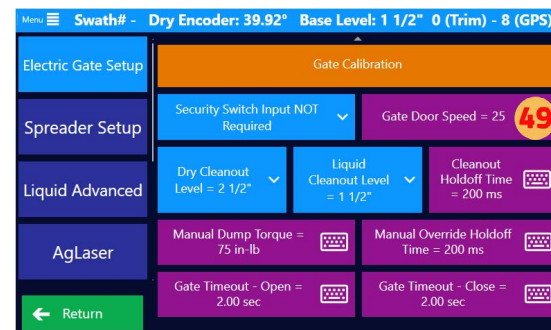 Menu Swath# - Dry Encoder: 39.92° Base Level: 1 1/2" 0 (Trim) - 8 (GPS)
Electric Gate Setup
Gate Calibration
Security Switch Input NOT
Required
Gate Door Speed = 25
49
Spreader Setup
Dry Cleanout
Level = 2 1/2"
Liquid
Cleanout Level
= 1 1/2"
Cleanout
Holdoff Time
= 200 ms
Liquid Advanced
Manual Dump Torque =
75 in-lb
Manual Override Holdoff
Time = 200 ms
AgLaser
Gate Timeout - Open =
2.00 sec
Gate Timeout - Close =
2.00 sec
Return